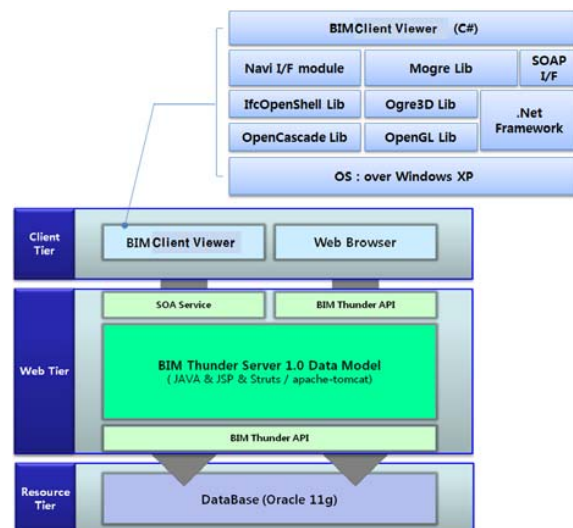 BIMClient Viewer (C#)
Navi I/F module
Mogre Lib
SOAP
I/F
IfcOpenShell Lib
Ogre3D Lib
.Net
Framework
OpenCascade Lib
OpenGL Lib
OS : over Windows XP
Client
Tier
BIMClient Viewer
Web Browser
SOA Service
BIM Thunder API
Web Tier
BIM Thunder Server 1.0 Data Model
( JAVA & JSP & Struts / apache-tomcat)
BIM Thunder API
Resource
Tier
DataBase (Oracle 11g)